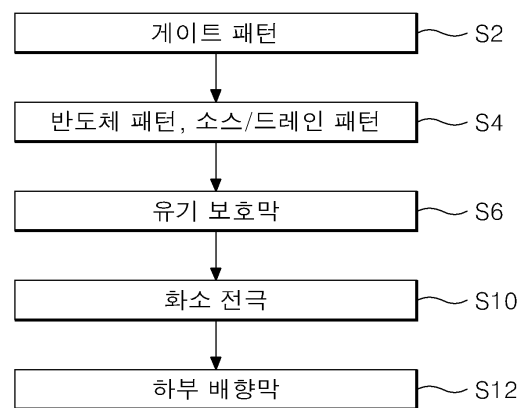 게이트 패턴 S2
반도체 패턴, 소스/드레인 패턴 S4
유기 보호막 S6
화소 전극 S10
하부 배향막 S12